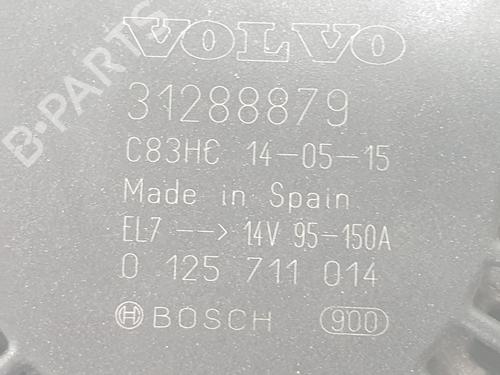 VOLVO
31288879
C83H€ 14-05-15
Made in Spain
EL7 --> 14V 95-150A
0 125 711 014
BOSCH 900
B-PARTS